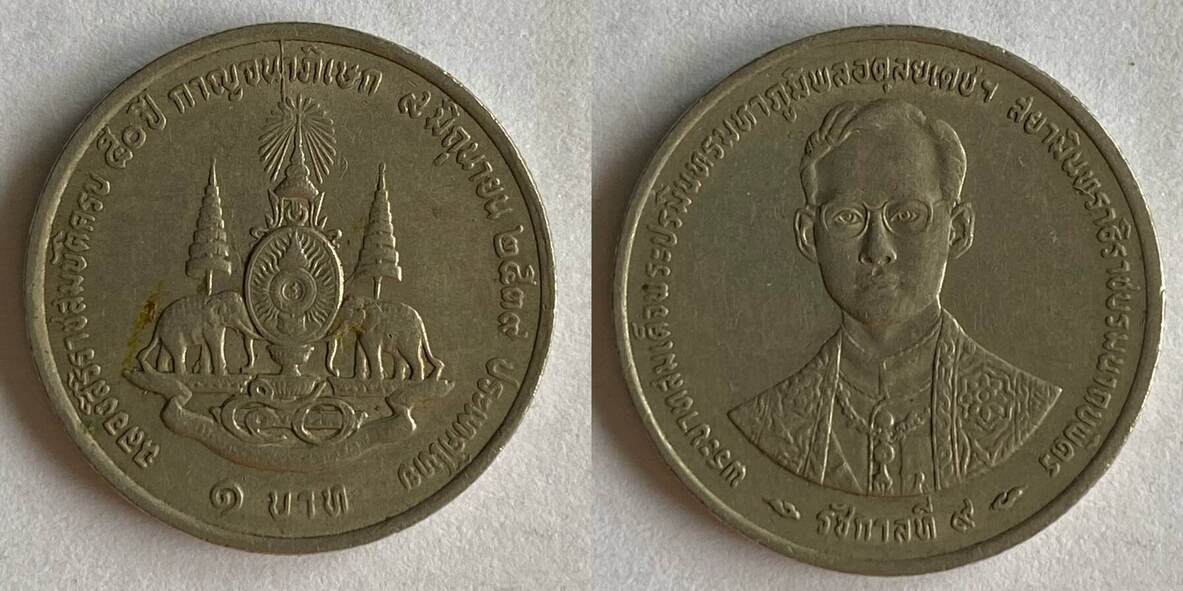 ฉลองสิริราชสมบัติครบ ๕๐ ปี กาญจนาภิเษก ๙ มิถุนายน ๒๕๓๙ ประเทศไทย
๑ บาท
พระบาทสมเด็จพระปรมินทรมหาภูมิพลอดุลยเดชฯ สยามินทราธิราชบรมนาถบพิตร
รัชกาลที่ ๙